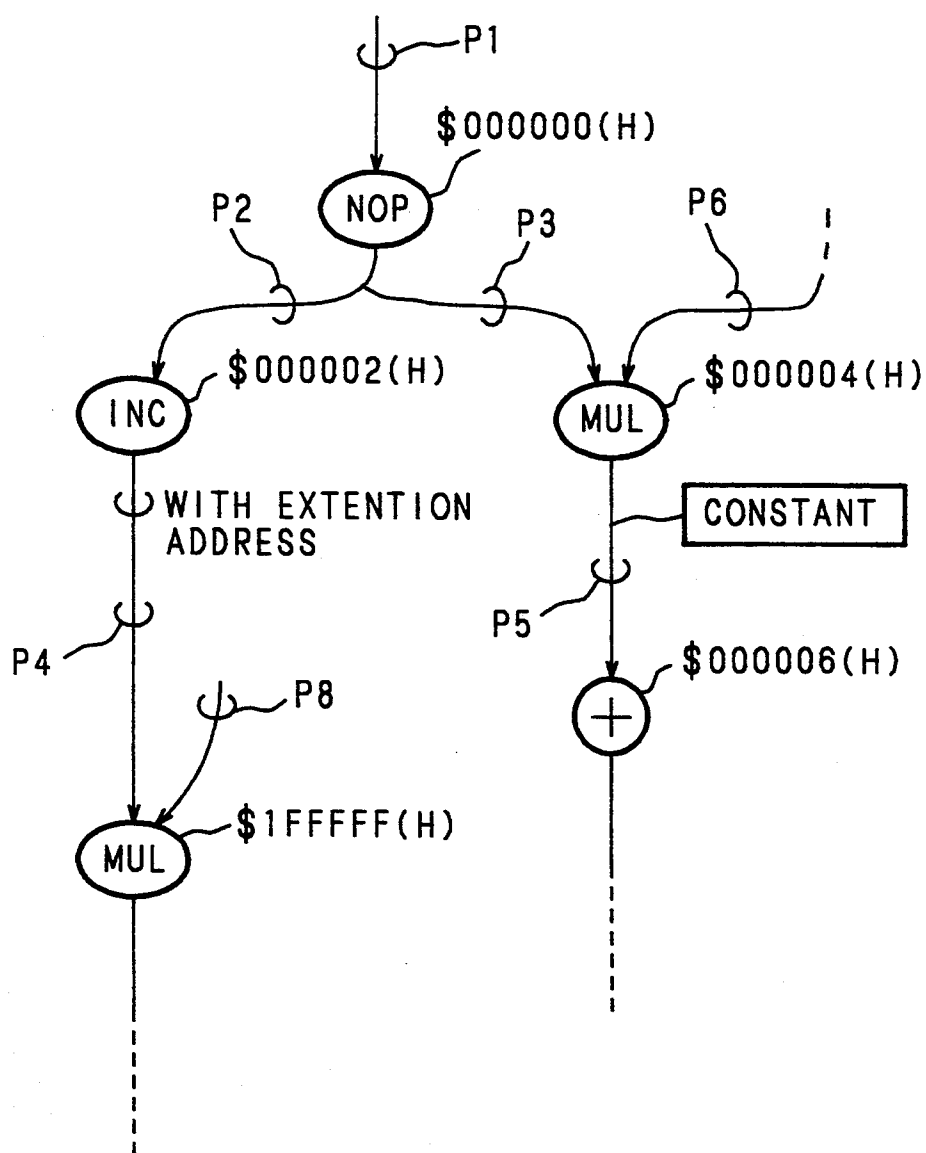 P1
$000000(H)
NOP
P2
P3
P6
$000002(H)
$000004(H)
INC
MUL
WITH EXTENTION
ADDRESS
CONSTANT
P5
P4
$000006(H)
P8
+
$1FFFFF(H)
MUL